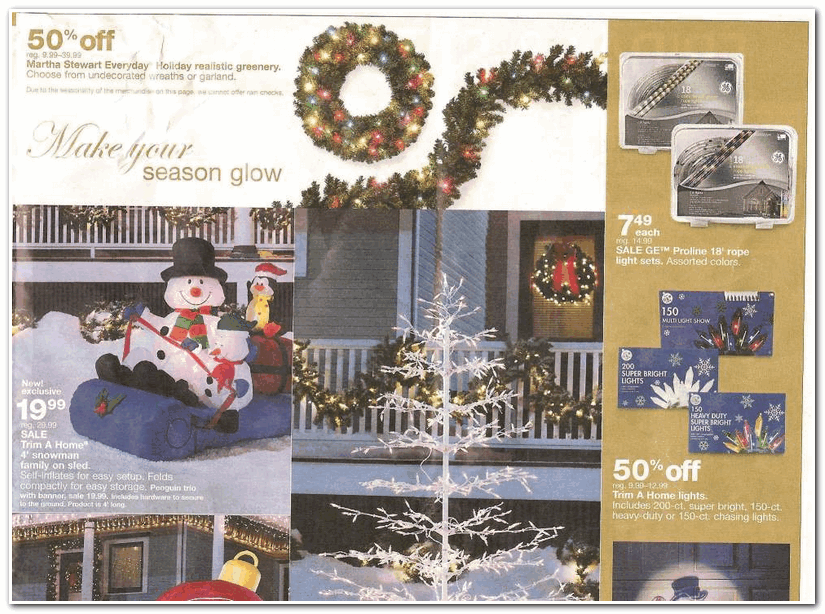 50% off
reg. 9.99–39.99
Martha Stewart Everyday® Holiday realistic greenery.
Choose from undecorated wreaths or garland.
Due to the seasonality of the merchandise on this page, we cannot offer rain checks.
Make your
season glow
18
GE
18
GE
7.49
each
reg. 14.99
SALE GE™ Proline 18' rope
light sets. Assorted colors.
150
MULTI LIGHT SHOW
200
SUPER BRIGHT
LIGHTS
150
HEAVY DUTY
SUPER BRIGHT
LIGHTS
New!
exclusive
19.99
reg. 29.99
SALE
Trim A Home®
4' snowman
family on sled.
Self-inflates for easy setup. Folds
compactly for easy storage. Penguin trio
with banner, sale 19.99. Includes hardware to secure
to the ground. Product is 4' long.
50% off
reg. 9.99–12.99
Trim A Home lights.
Includes 200-ct. super bright, 150-ct.
heavy-duty or 150-ct. chasing lights.